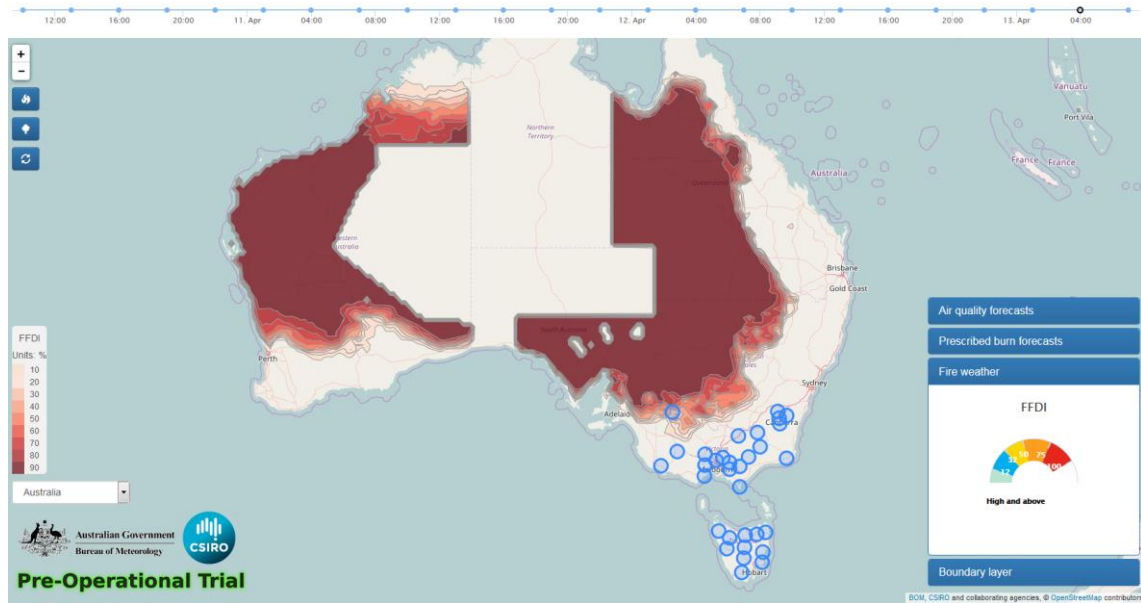 12:00 16:00 20:00 11. Apr 04:00 08:00 12:00 16:00 20:00 12. Apr 04:00 08:00 12:00 16:00 20:00 13. Apr 04:00
+
−
Vanuatu
Port Vila
Northern
Territory
France France
Australia
Queensland
Western
Australia
Brisbane
Gold Coast
South Australia
Perth
Sydney
Adelaid
Hobart
FFDI
Units: %
10
20
30
40
50
60
70
80
90
Australia
Australian Government
Bureau of Meteorology
CSIRO
Pre-Operational Trial
Air quality forecasts
Prescribed burn forecasts
Fire weather
FFDI
12 32 50 75 100
High and above
Boundary layer
BOM, CSIRO and collaborating agencies, © OpenStreetMap contributors